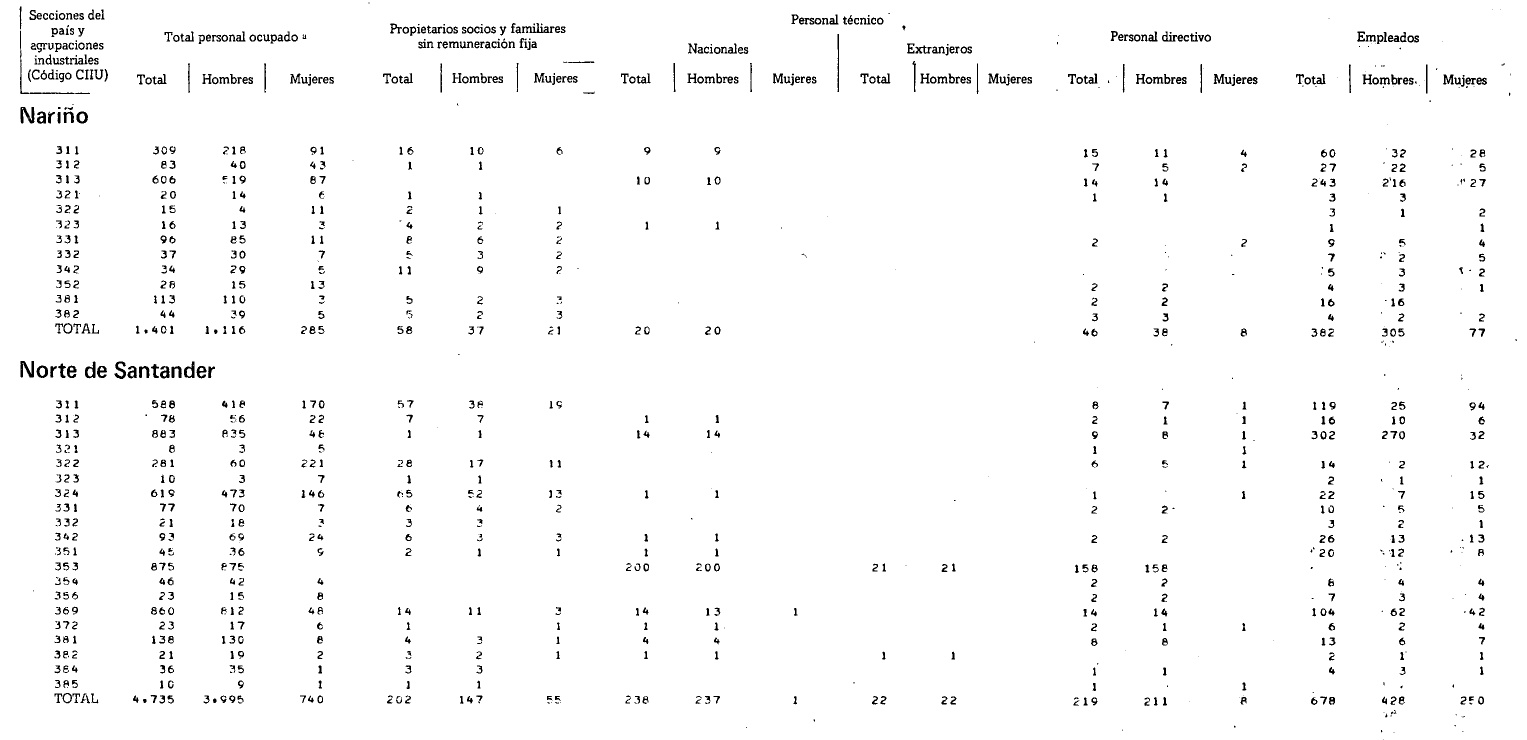 Secciones del país y agrupaciones industriales (Código CIIU)
Total personal ocupado a
Propietarios socios y familiares sin remuneración fija
Personal técnico
Nacionales
Extranjeros
Personal directivo
Empleados
Total Hombres Mujeres Total Hombres Mujeres Total Hombres Mujeres Total Hombres Mujeres Total Hombres Mujeres Total Hombres Mujeres
Nariño
311 309 218 91 16 10 6 9 9 15 11 4 60 32 28
312 83 40 43 1 1 7 5 2 27 22 5
313 606 519 87 10 10 14 14 243 216 27
321 20 14 6 1 1 1 1 3 3
322 15 4 11 2 1 1 3 1 2
323 16 13 3 4 2 2 1 1 1 1
331 96 85 11 8 6 2 2 2 9 5 4
332 37 30 7 5 3 2 7 2 5
342 34 29 5 11 9 2 5 3 2
352 28 15 13 2 2 4 3 1
381 113 110 3 5 2 3 2 2 16 16
382 44 39 5 5 2 3 3 3 4 2 2
TOTAL 1.401 1.116 285 58 37 21 20 20 46 38 8 382 305 77
Norte de Santander
311 588 418 170 57 38 19 8 7 1 119 25 94
312 78 56 22 7 7 1 1 2 1 1 16 10 6
313 883 835 48 1 1 14 14 9 8 1 302 270 32
321 8 3 5 1 1
322 281 60 221 28 17 11 6 5 1 14 2 12
323 10 3 7 1 1 2 1 1
324 619 473 146 65 52 13 1 1 1 1 22 7 15
331 77 70 7 6 4 2 2 2 10 5 5
332 21 18 3 3 3 3 2 1
342 93 69 24 6 3 3 1 1 2 2 26 13 13
351 45 36 9 2 1 1 1 1 20 12 8
353 875 875 200 200 21 21 158 158
354 46 42 4 2 2 8 4 4
356 23 15 8 2 2 7 3 4
369 860 812 48 14 11 3 14 13 1 14 14 104 62 42
372 23 17 6 1 1 1 1 2 1 1 6 2 4
381 138 130 8 4 3 1 4 4 8 8 13 6 7
382 21 19 2 3 2 1 1 1 1 1 2 1 1
384 36 35 1 3 3 1 1 4 3 1
385 10 9 1 1 1 1 1
TOTAL 4.735 3.995 740 202 147 55 238 237 1 22 22 219 211 8 678 428 250